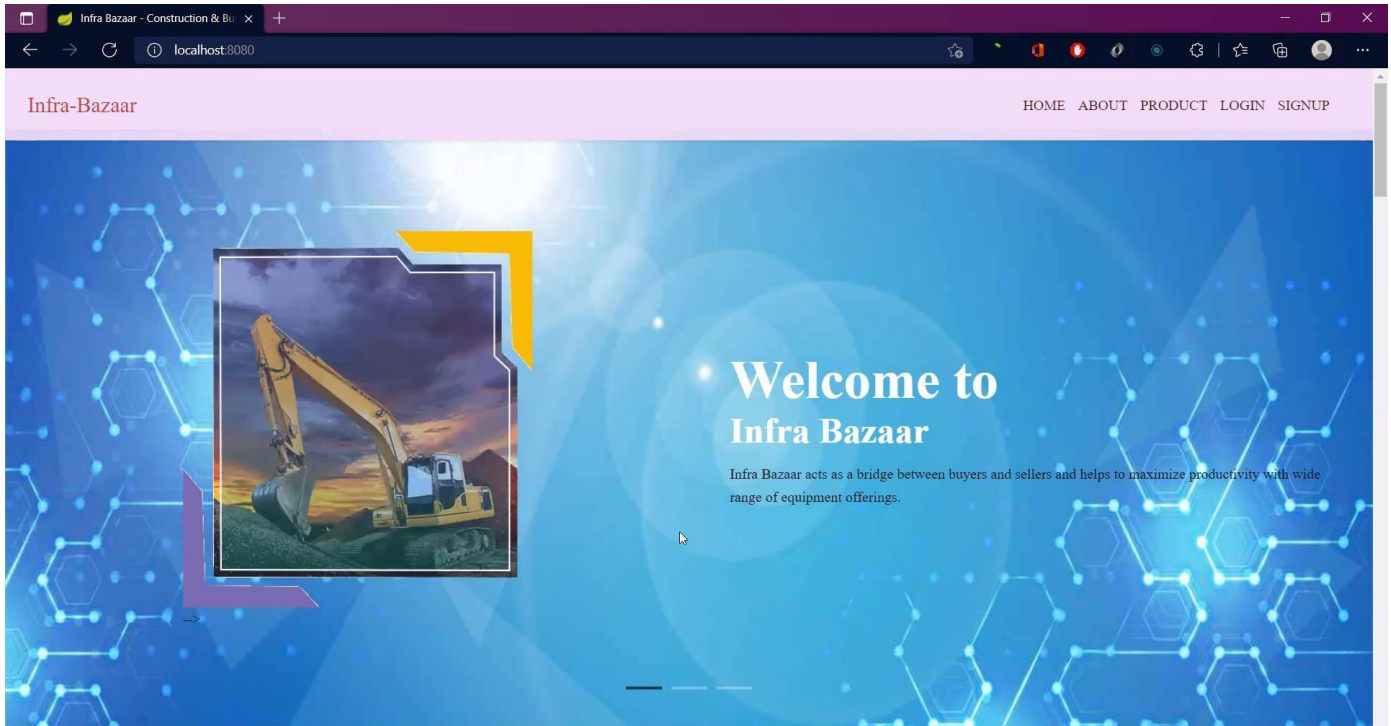 Infra Bazaar - Construction & Bu
localhost:8080
Infra-Bazaar
HOME ABOUT PRODUCT LOGIN SIGNUP
Welcome to
Infra Bazaar
Infra Bazaar acts as a bridge between buyers and sellers and helps to maximize productivity with wide
range of equipment offerings.
-->